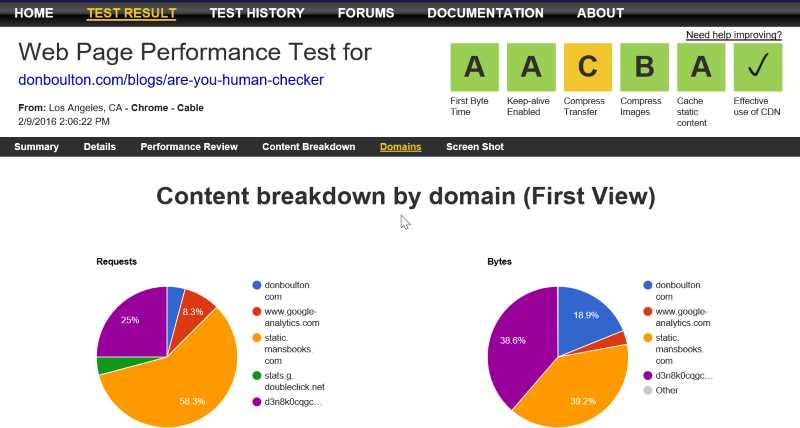 HOME TEST RESULT TEST HISTORY FORUMS DOCUMENTATION ABOUT
Need help improving?
Web Page Performance Test for
donboulton.com/blogs/are-you-human-checker
From: Los Angeles, CA - Chrome - Cable
2/9/2016 2:06:22 PM
A A C B A ✓
First Byte Time
Keep-alive Enabled
Compress Transfer
Compress Images
Cache static content
Effective use of CDN
Summary Details Performance Review Content Breakdown Domains Screen Shot
Content breakdown by domain (First View)
Requests
8.3%
25%
58.3%
donboulton.
com
www.google-
analytics.com
static.
mansbooks.
com
stats.g.
doubleclick.net
d3n8k0cqgc...
Bytes
18.9%
38.6%
39.2%
donboulton.
com
www.google-
analytics.com
static.
mansbooks.
com
d3n8k0cqgc...
Other